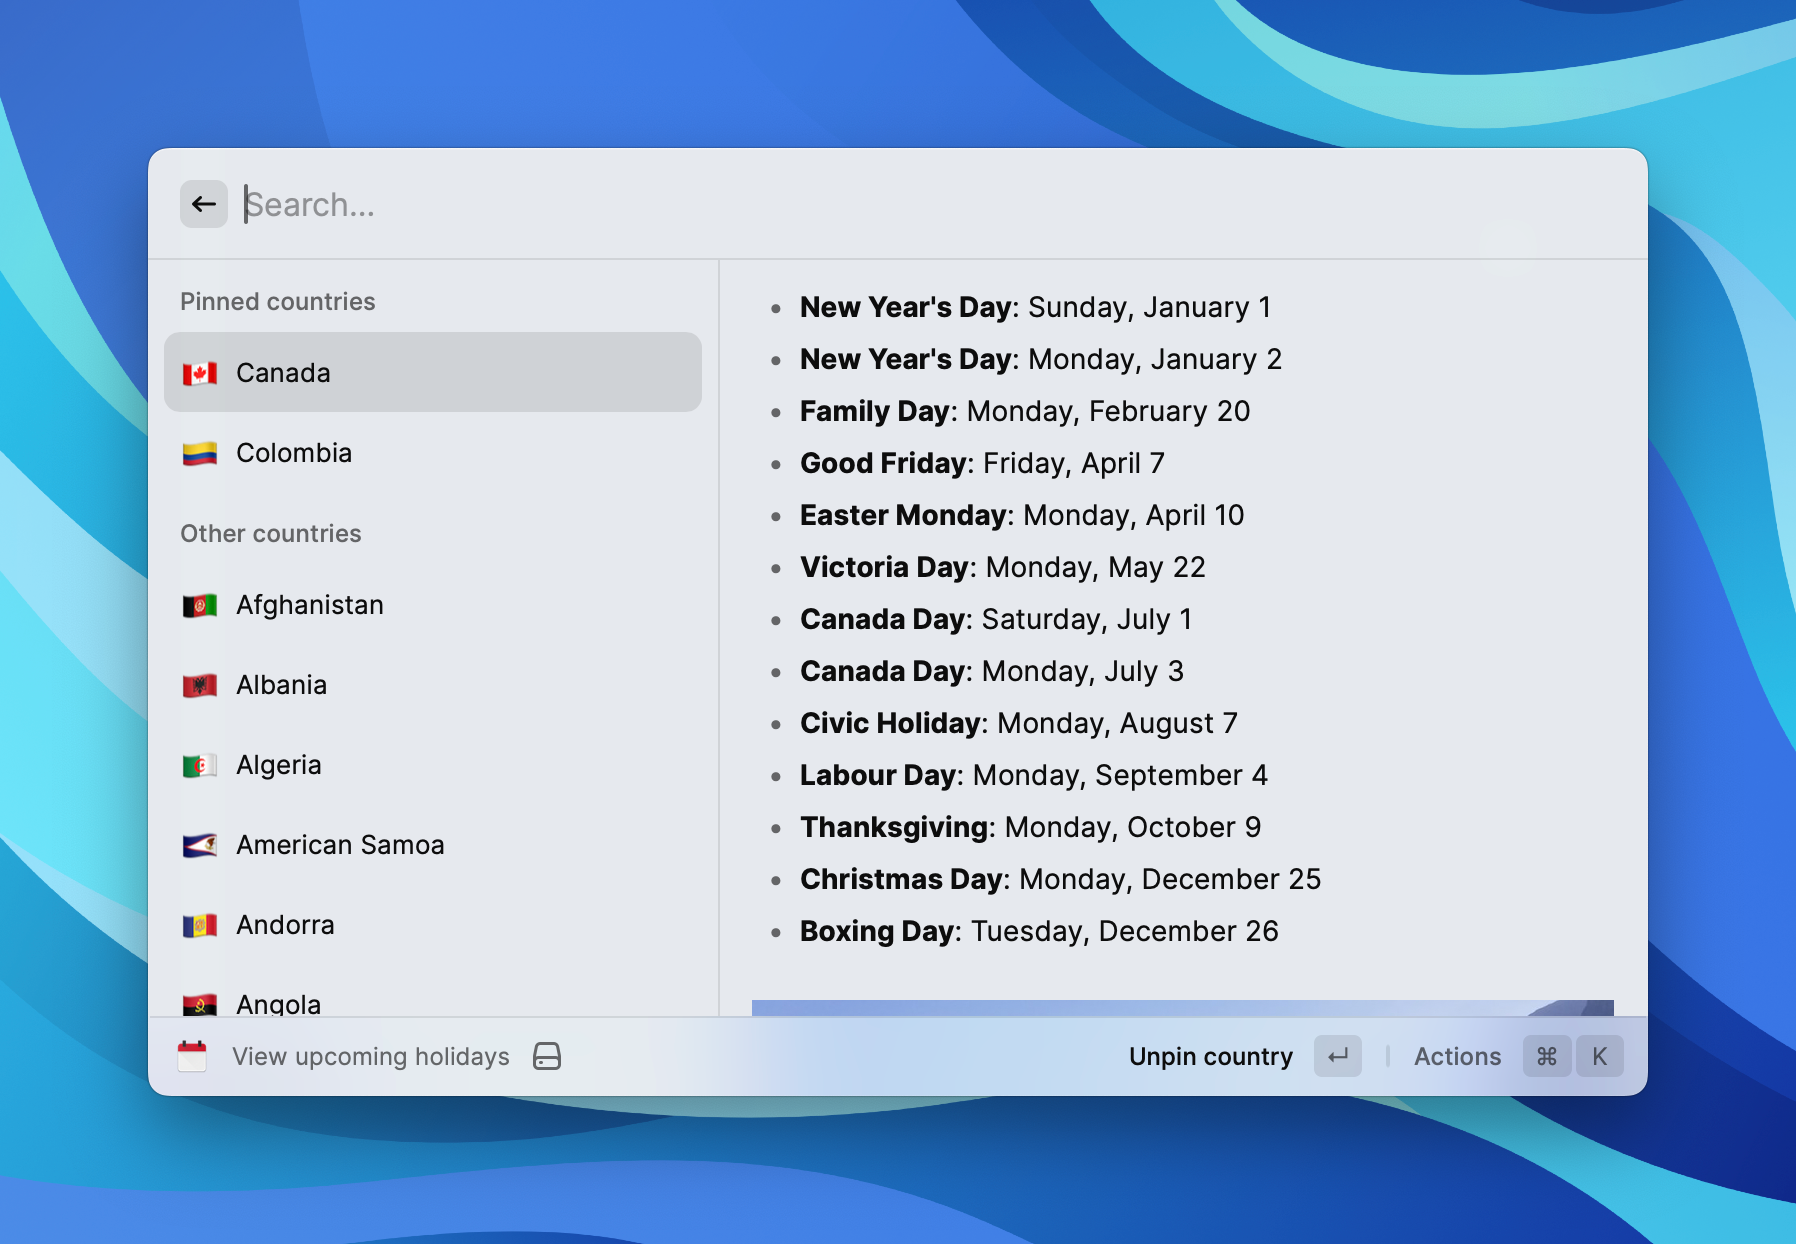 Search...
Pinned countries
Canada
Colombia
Other countries
Afghanistan
Albania
Algeria
American Samoa
Andorra
Angola
New Year's Day: Sunday, January 1
New Year's Day: Monday, January 2
Family Day: Monday, February 20
Good Friday: Friday, April 7
Easter Monday: Monday, April 10
Victoria Day: Monday, May 22
Canada Day: Saturday, July 1
Canada Day: Monday, July 3
Civic Holiday: Monday, August 7
Labour Day: Monday, September 4
Thanksgiving: Monday, October 9
Christmas Day: Monday, December 25
Boxing Day: Tuesday, December 26
View upcoming holidays
Unpin country ↵ | Actions ⌘ K